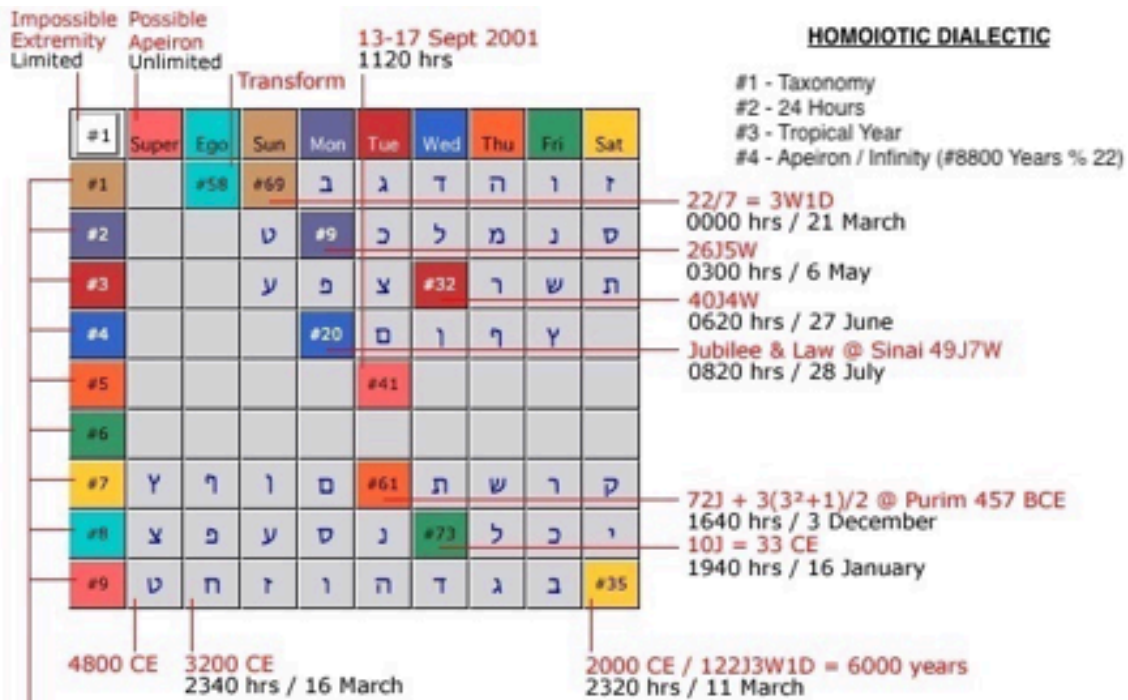 Impossible Possible
Extremity Apeiron
Limited Unlimited
Transform
13-17 Sept 2001
1120 hrs
HOMOIOTIC DIALECTIC
#1 - Taxonomy
#2 - 24 Hours
#3 - Tropical Year
#4 - Apeiron / Infinity (#8800 Years % 22)
#1 Super Ego Sun Mon Tue Wed Thu Fri Sat
#1 #58 #69 ב ג ד ה ו ז
#2 ט #9 כ ל מ נ ס
#3 ע פ צ #32 ר ש ת
#4 #20 ם ן ף ץ
#5 #41
#6
#7 ץ ף ן ם #61 ת ש ר ק
#8 צ פ ע ס נ #73 ל כ י
#9 ט ח ז ו ה ד ג ב #35
22/7 = 3W1D
0000 hrs / 21 March
26J5W
0300 hrs / 6 May
40J4W
0620 hrs / 27 June
Jubilee & Law @ Sinai 49J7W
0820 hrs / 28 July
72J + 3(3²+1)/2 @ Purim 457 BCE
1640 hrs / 3 December
10J = 33 CE
1940 hrs / 16 January
4800 CE
3200 CE
2340 hrs / 16 March
2000 CE / 122J3W1D = 6000 years
2320 hrs / 11 March